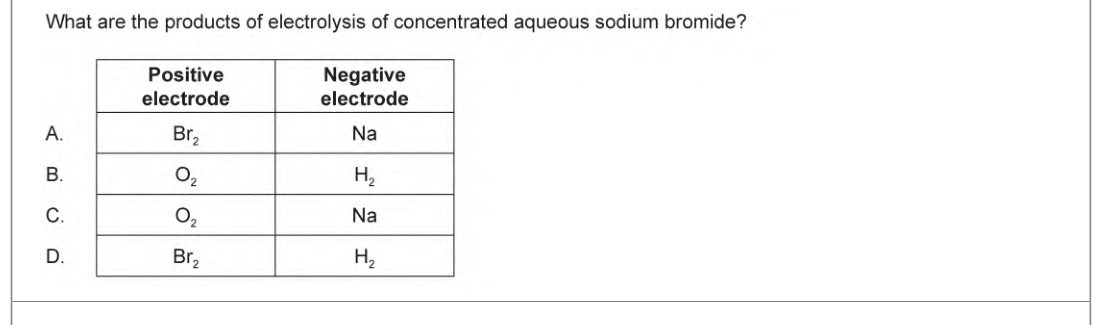 What are the products of electrolysis of concentrated aqueous sodium bromide?
Positive electrode Negative electrode
A. Br₂ Na
B. O₂ H₂
C. O₂ Na
D. Br₂ H₂